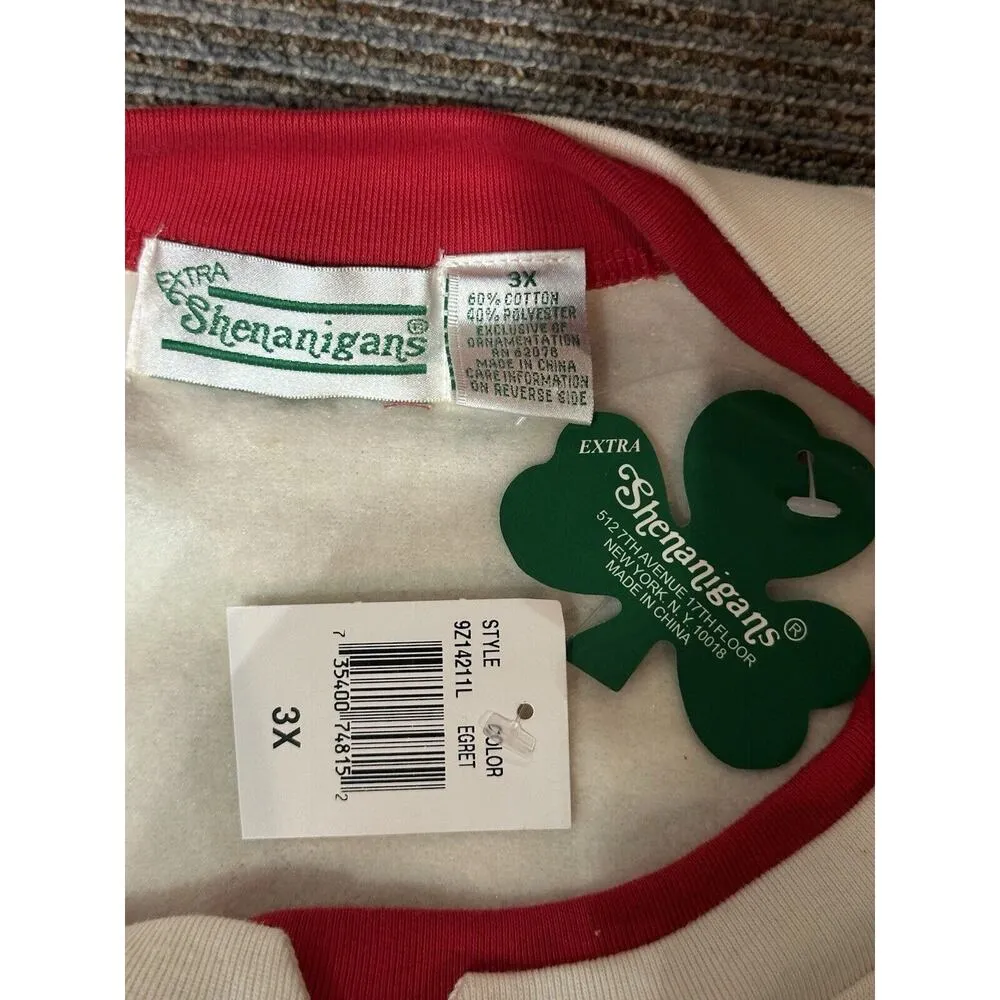 EXTRA
Shenanigans®
3X
60% COTTON
40% POLYESTER
EXCLUSIVE OF
ORNAMENTATION
RN 62078
MADE IN CHINA
CARE INFORMATION
ON REVERSE SIDE
EXTRA
Shenanigans®
512 7TH AVENUE 17TH FLOOR
NEW YORK, N.Y. 10018
MADE IN CHINA
STYLE COLOR
9Z14211L EGRET
7 35400 74815 2
3X